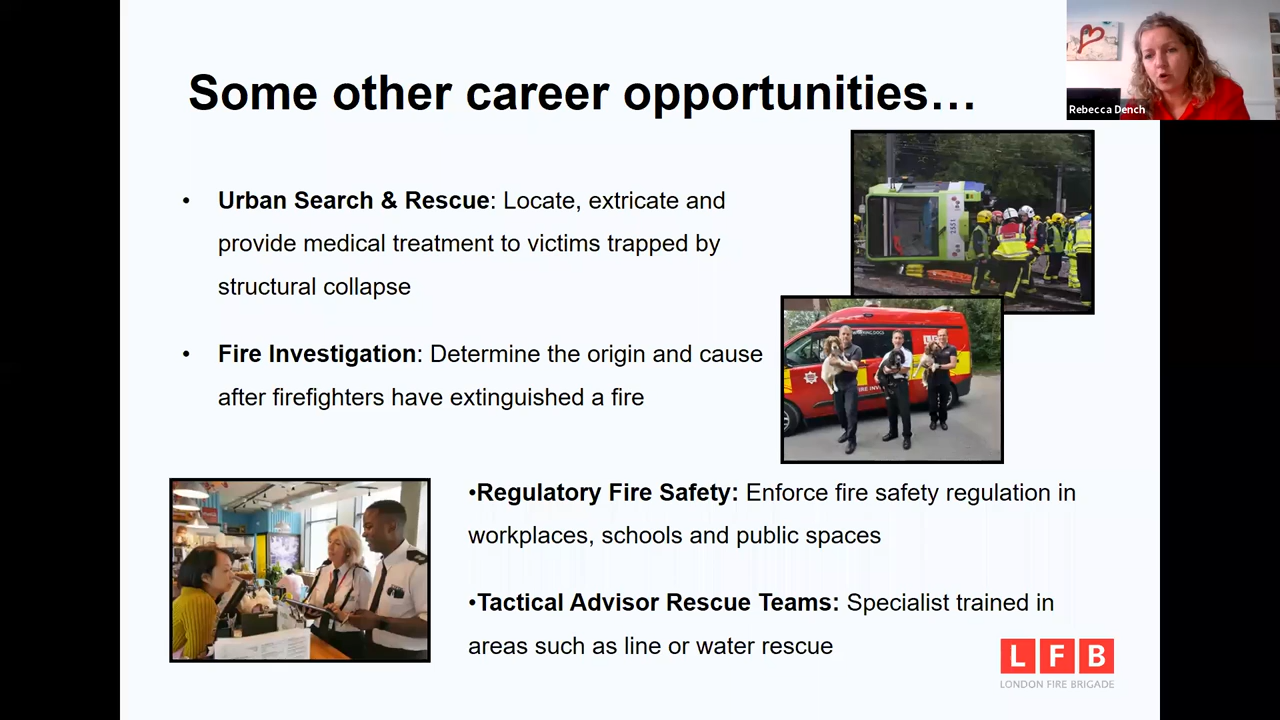 Some other career opportunities…
Rebecca Dench
• Urban Search & Rescue: Locate, extricate and
provide medical treatment to victims trapped by
structural collapse
• Fire Investigation: Determine the origin and cause
after firefighters have extinguished a fire
•Regulatory Fire Safety: Enforce fire safety regulation in
workplaces, schools and public spaces
•Tactical Advisor Rescue Teams: Specialist trained in
areas such as line or water rescue
LFB
LONDON FIRE BRIGADE